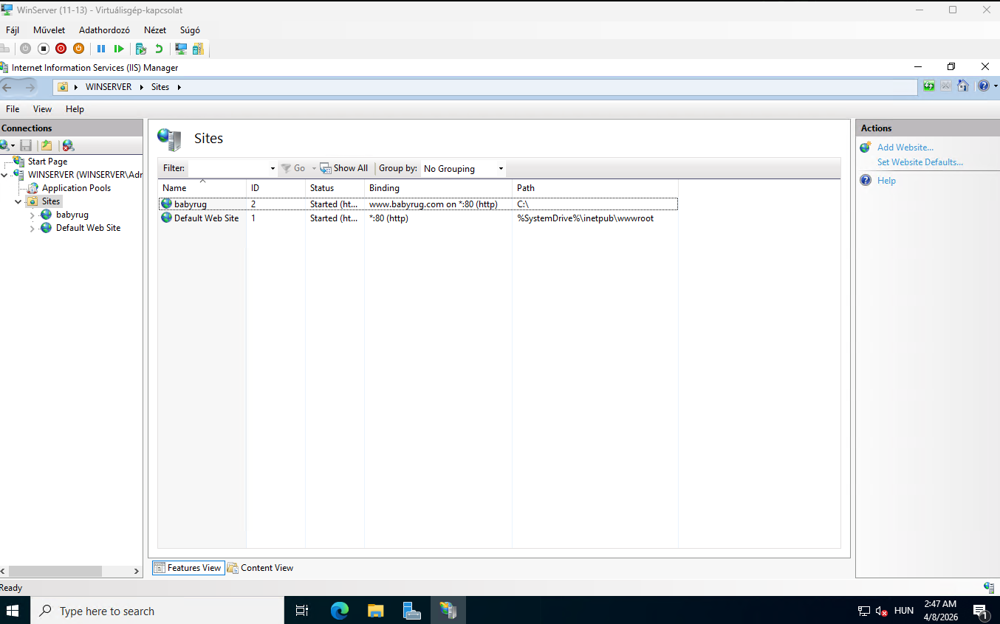 WinServer (11-13) - Virtuálisgép-kapcsolat
Fájl Művelet Adathordozó Nézet Súgó
Internet Information Services (IIS) Manager
WINSERVER Sites
File View Help
Connections
Start Page
WINSERVER (WINSERVER\Adr
Application Pools
Sites
babyrug
Default Web Site
Sites
Filter: Go Show All Group by: No Grouping
Name ID Status Binding Path
babyrug 2 Started (ht... www.babyrug.com on *:80 (http) C:\
Default Web Site 1 Started (ht... *:80 (http) %SystemDrive%\inetpub\wwwroot
Features View Content View
Actions
Add Website...
Set Website Defaults...
Help
Ready
Type here to search
HUN
2:47 AM
4/8/2026
1